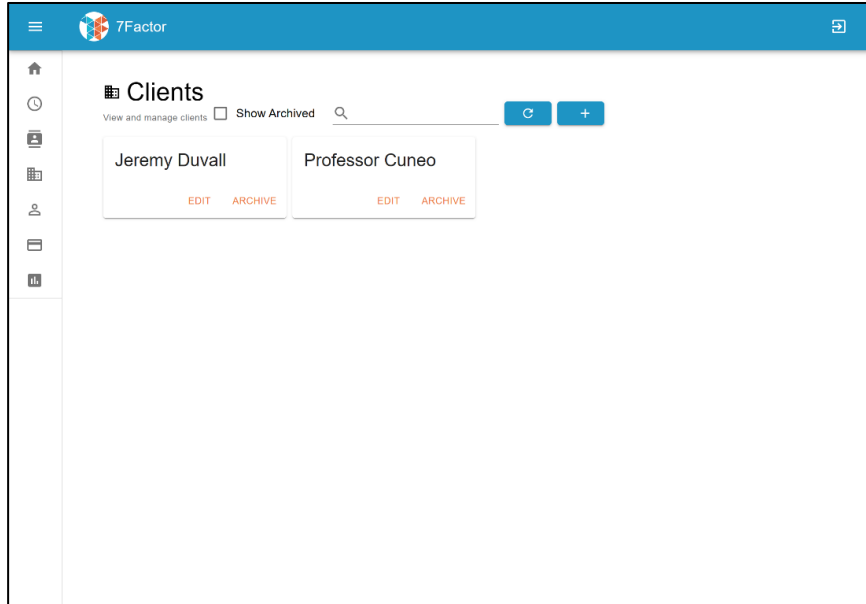 7Factor
Clients
View and manage clients
Show Archived
Jeremy Duvall
EDIT ARCHIVE
Professor Cuneo
EDIT ARCHIVE